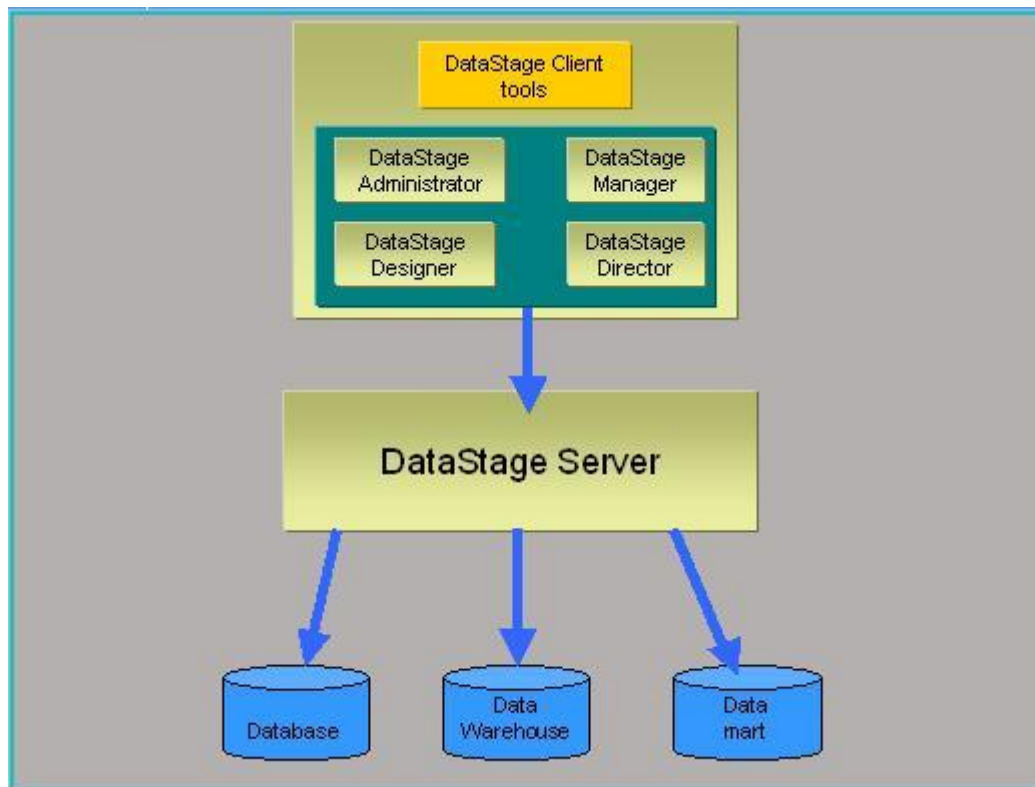 DataStage Client
tools
DataStage
Administrator
DataStage
Manager
DataStage
Designer
DataStage
Director
DataStage Server
Database
Data
Warehouse
Data
mart